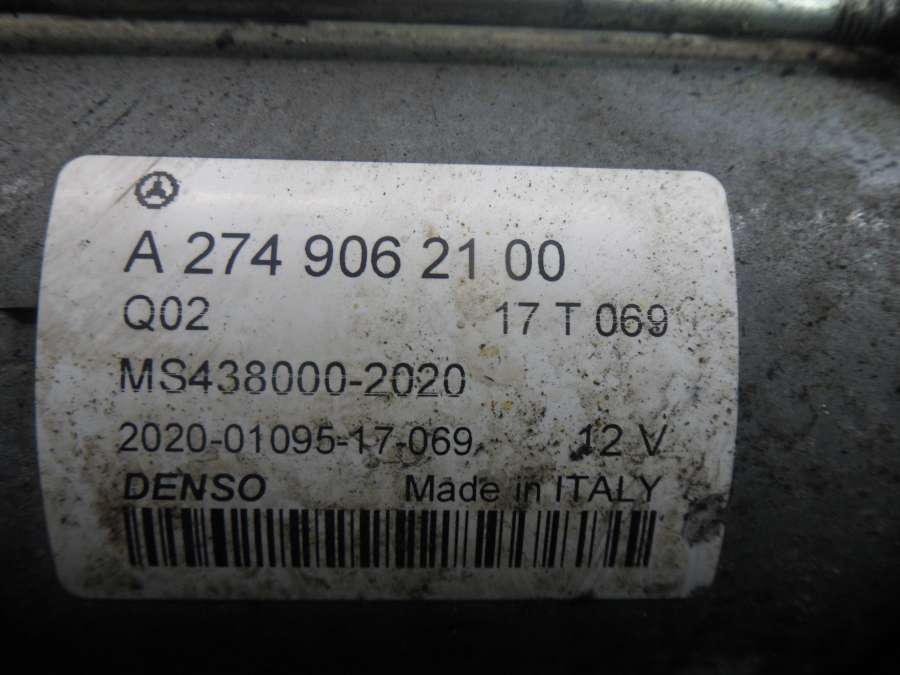 A 274 906 21 00
Q02 17 T 069
MS438000-2020
2020-01095-17-069 12 V
DENSO Made in ITALY